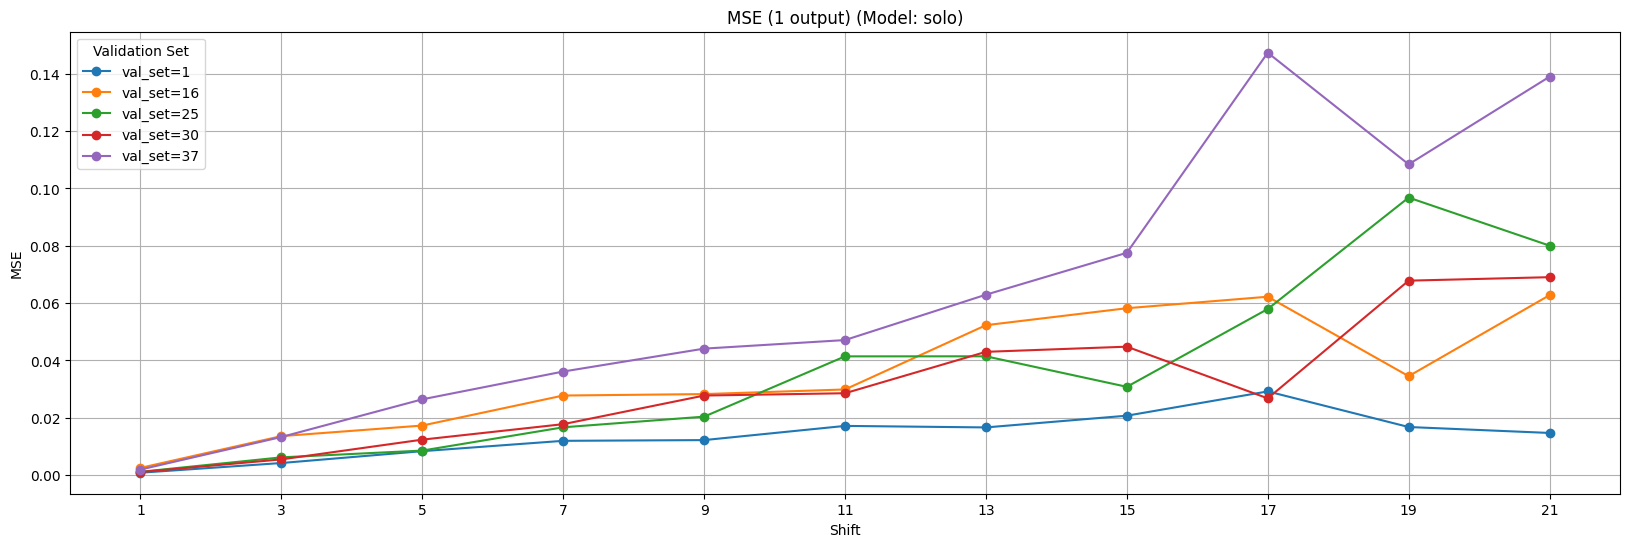 MSE (1 output) (Model: solo)
Validation Set
val_set=1
val_set=16
val_set=25
val_set=30
val_set=37
MSE
0.14
0.12
0.10
0.08
0.06
0.04
0.02
0.00
1 3 5 7 9 11 13 15 17 19 21
Shift